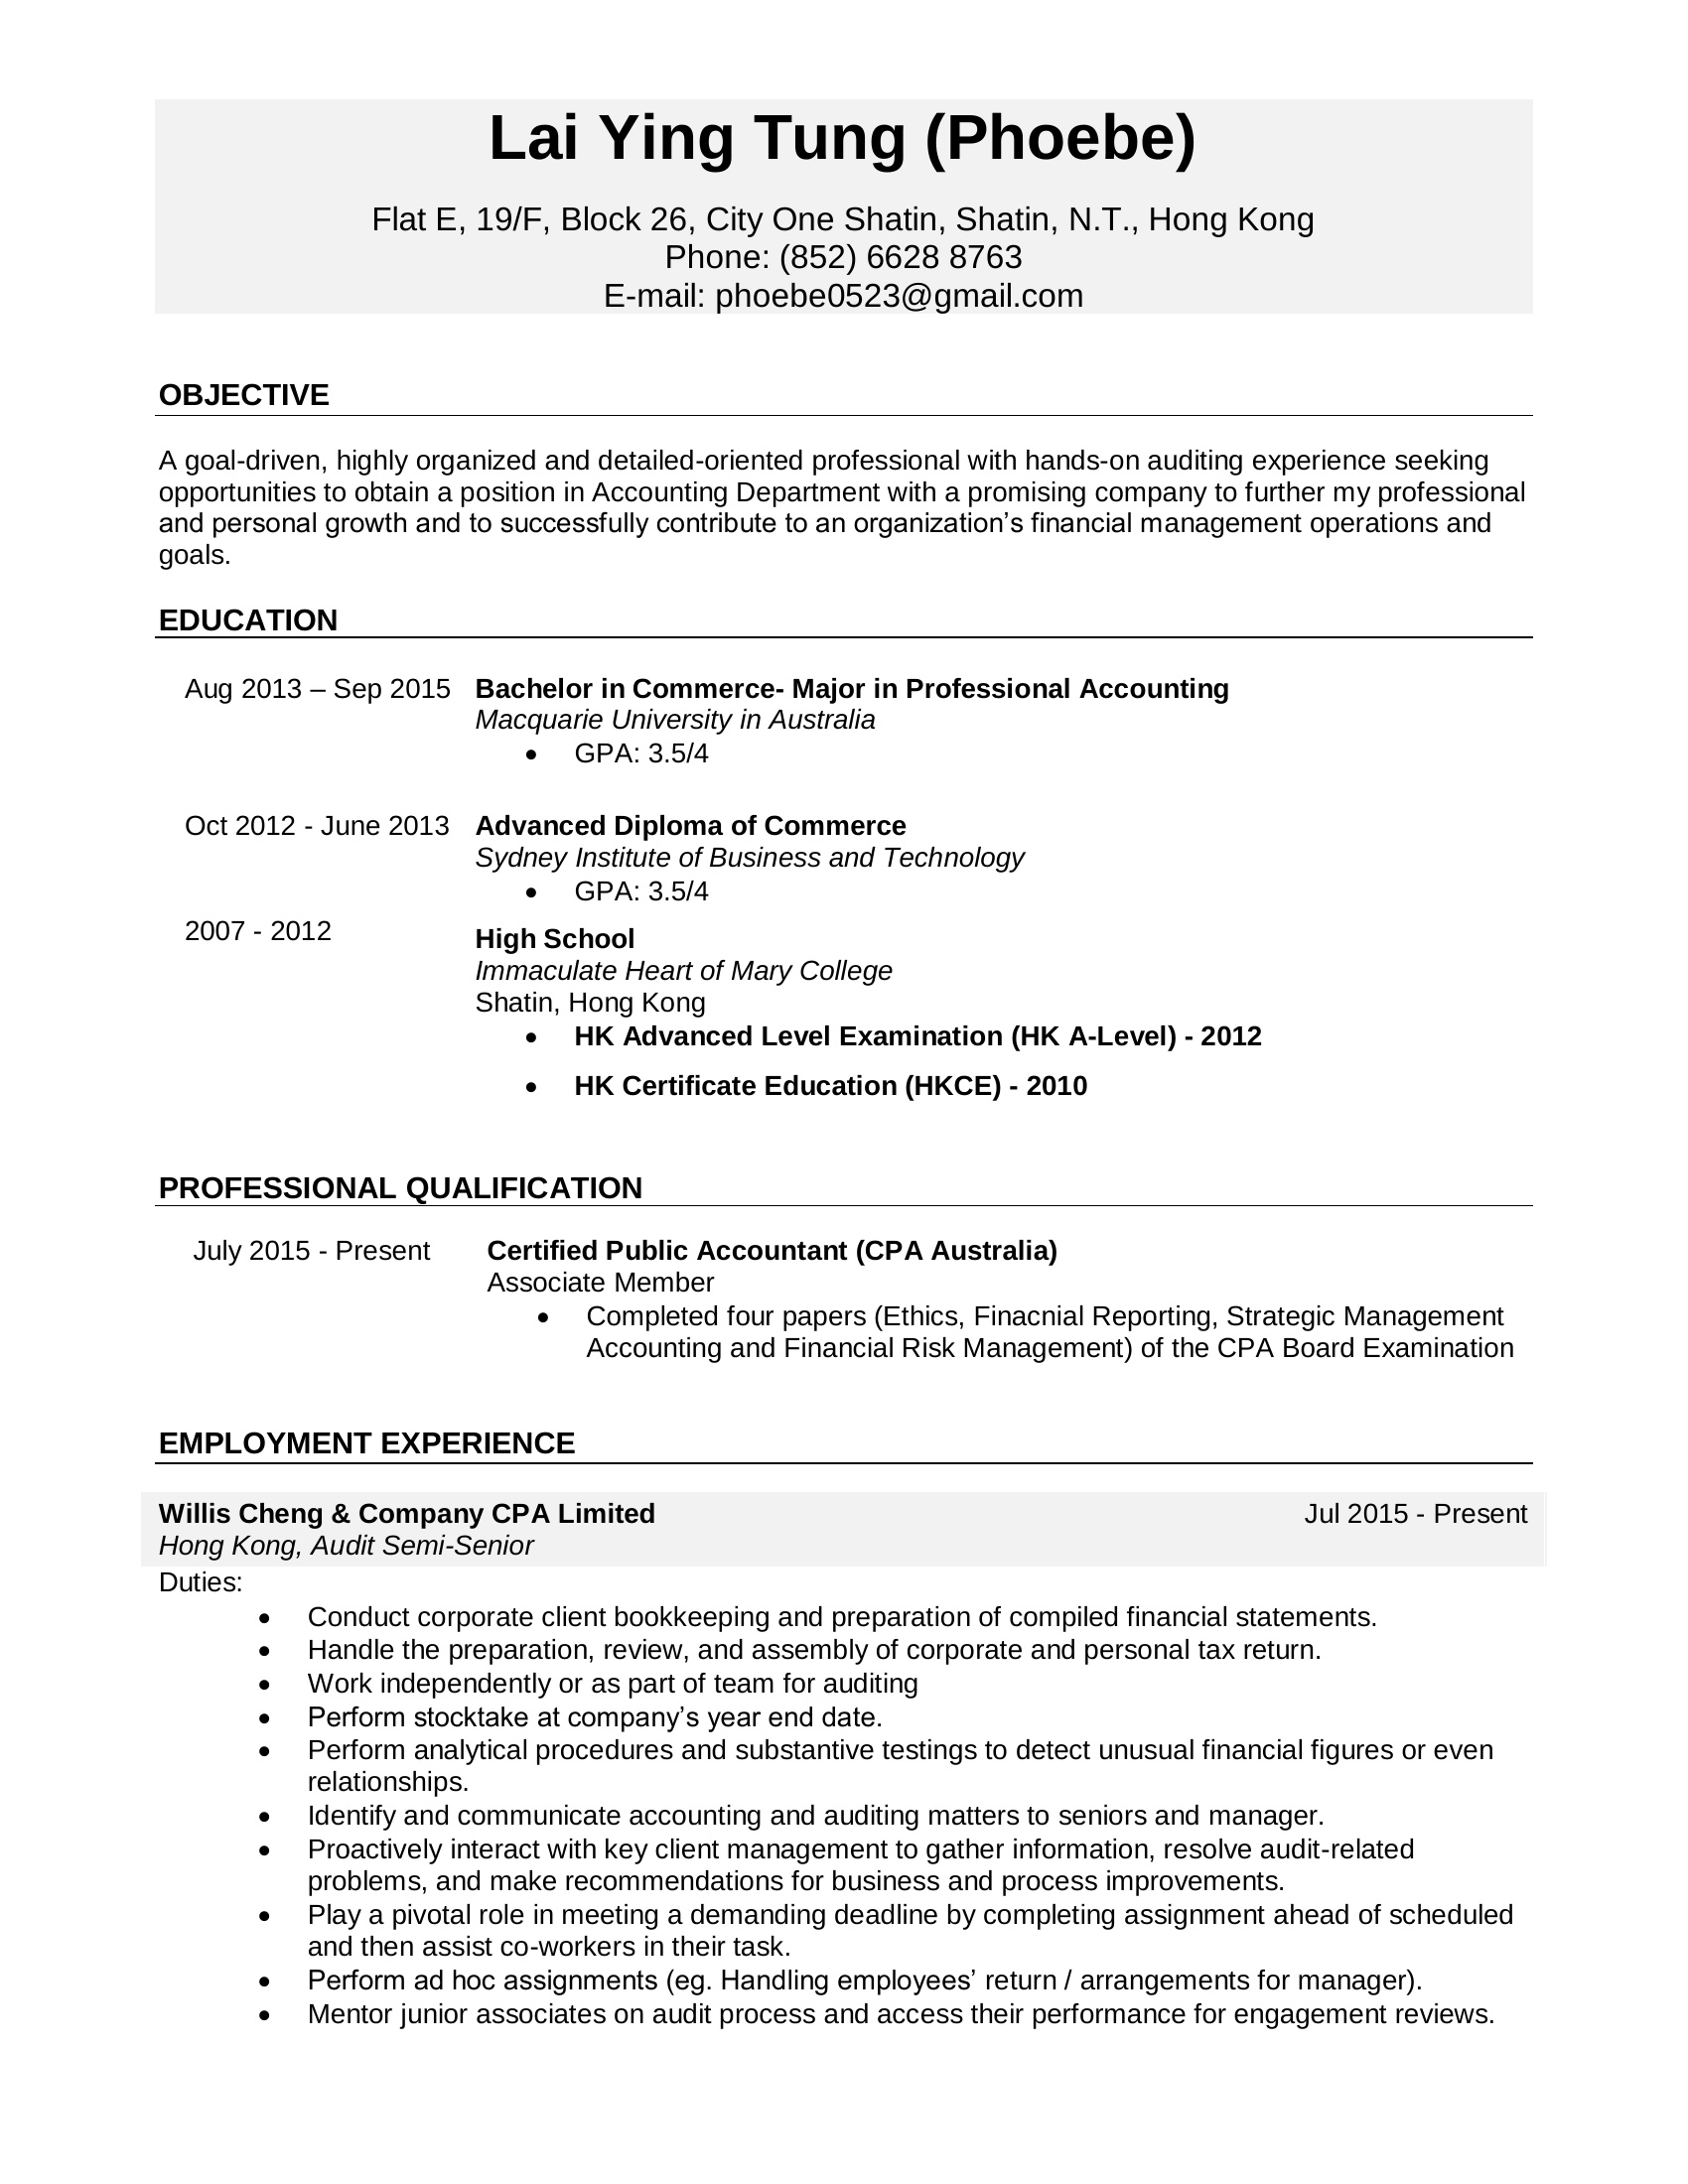 Lai Ying Tung (Phoebe)
Flat E, 19/F, Block 26, City One Shatin, Shatin, N.T., Hong Kong
Phone: (852) 6628 8763
E-mail: phoebe0523@gmail.com
OBJECTIVE
A goal-driven, highly organized and detailed-oriented professional with hands-on auditing experience seeking
opportunities to obtain a position in Accounting Department with a promising company to further my professional
and personal growth and to successfully contribute to an organization’s financial management operations and
goals.
EDUCATION
Aug 2013 – Sep 2015 Bachelor in Commerce- Major in Professional Accounting
Macquarie University in Australia
• GPA: 3.5/4
Oct 2012 - June 2013 Advanced Diploma of Commerce
Sydney Institute of Business and Technology
• GPA: 3.5/4
2007 - 2012 High School
Immaculate Heart of Mary College
Shatin, Hong Kong
• HK Advanced Level Examination (HK A-Level) - 2012
• HK Certificate Education (HKCE) - 2010
PROFESSIONAL QUALIFICATION
July 2015 - Present Certified Public Accountant (CPA Australia)
Associate Member
• Completed four papers (Ethics, Finacnial Reporting, Strategic Management
Accounting and Financial Risk Management) of the CPA Board Examination
EMPLOYMENT EXPERIENCE
Willis Cheng & Company CPA Limited Jul 2015 - Present
Hong Kong, Audit Semi-Senior
Duties:
• Conduct corporate client bookkeeping and preparation of compiled financial statements.
• Handle the preparation, review, and assembly of corporate and personal tax return.
• Work independently or as part of team for auditing
• Perform stocktake at company’s year end date.
• Perform analytical procedures and substantive testings to detect unusual financial figures or even
relationships.
• Identify and communicate accounting and auditing matters to seniors and manager.
• Proactively interact with key client management to gather information, resolve audit-related
problems, and make recommendations for business and process improvements.
• Play a pivotal role in meeting a demanding deadline by completing assignment ahead of scheduled
and then assist co-workers in their task.
• Perform ad hoc assignments (eg. Handling employees’ return / arrangements for manager).
• Mentor junior associates on audit process and access their performance for engagement reviews.